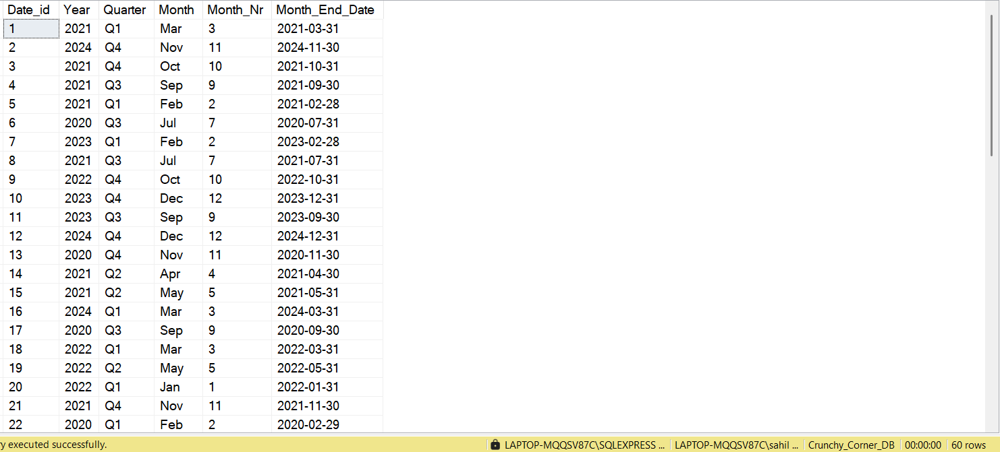 Date_id Year Quarter Month Month_Nr Month_End_Date
1 2021 Q1 Mar 3 2021-03-31
2 2024 Q4 Nov 11 2024-11-30
3 2021 Q4 Oct 10 2021-10-31
4 2021 Q3 Sep 9 2021-09-30
5 2021 Q1 Feb 2 2021-02-28
6 2020 Q3 Jul 7 2020-07-31
7 2023 Q1 Feb 2 2023-02-28
8 2021 Q3 Jul 7 2021-07-31
9 2022 Q4 Oct 10 2022-10-31
10 2023 Q4 Dec 12 2023-12-31
11 2023 Q3 Sep 9 2023-09-30
12 2024 Q4 Dec 12 2024-12-31
13 2020 Q4 Nov 11 2020-11-30
14 2021 Q2 Apr 4 2021-04-30
15 2021 Q2 May 5 2021-05-31
16 2024 Q1 Mar 3 2024-03-31
17 2020 Q3 Sep 9 2020-09-30
18 2022 Q1 Mar 3 2022-03-31
19 2022 Q2 May 5 2022-05-31
20 2022 Q1 Jan 1 2022-01-31
21 2021 Q4 Nov 11 2021-11-30
22 2020 Q1 Feb 2 2020-02-29
y executed successfully. LAPTOP-MQQSV87C\SQLEXPRESS ... LAPTOP-MQQSV87C\sahil ... Crunchy_Corner_DB 00:00:00 60 rows